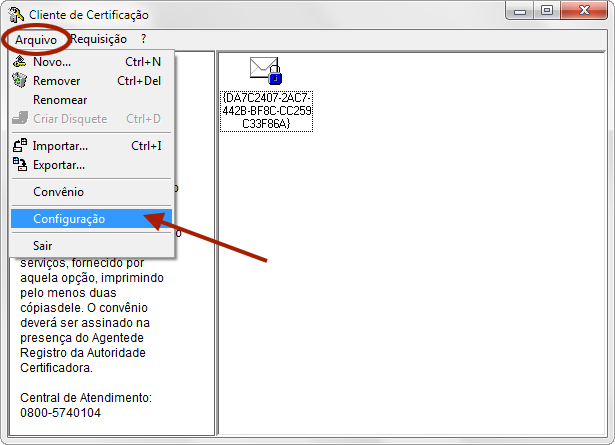 Cliente de Certificação
Arquivo Requisição ?
Novo... Ctrl+N
Remover Ctrl+Del
Renomear
Criar Disquete Ctrl+D
Importar... Ctrl+I
Exportar...
Convênio
Configuração
Sair
{DA7C2407-2AC7-
442B-BF8C-CC259
C33F86A}
o
o
serviços, fornecido por
aquela opção, imprimindo
pelo menos duas
cópiasdele. O convênio
deverá ser assinado na
presença do Agentede
Registro da Autoridade
Certificadora.
Central de Atendimento:
0800-5740104